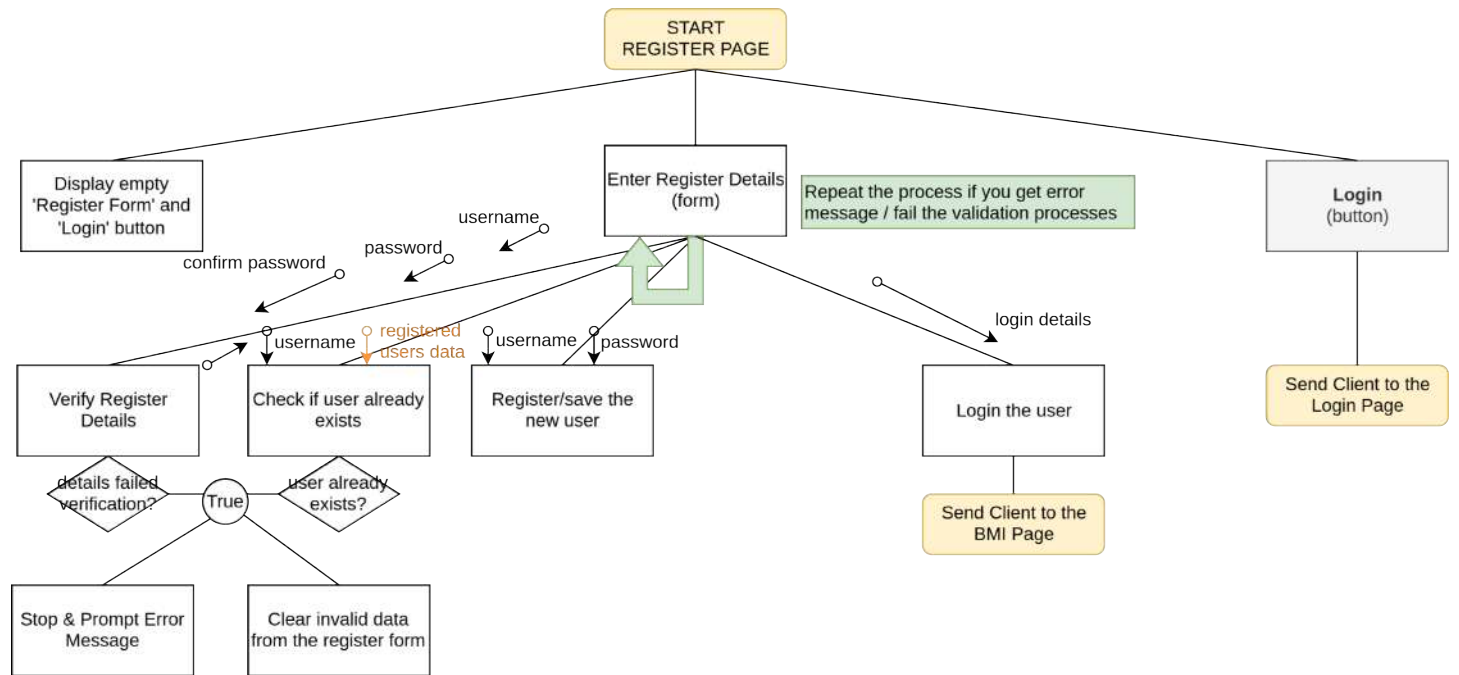 START
REGISTER PAGE
Display empty
'Register Form' and
'Login' button
Enter Register Details
(form)
Repeat the process if you get error
message / fail the validation processes
Login
(button)
username
password
confirm password
username
registered
users data
username
password
login details
Verify Register
Details
Check if user already
exists
Register/save the
new user
Login the user
Send Client to the
Login Page
details failed
verification?
True
user already
exists?
Send Client to the
BMI Page
Stop & Prompt Error
Message
Clear invalid data
from the register form